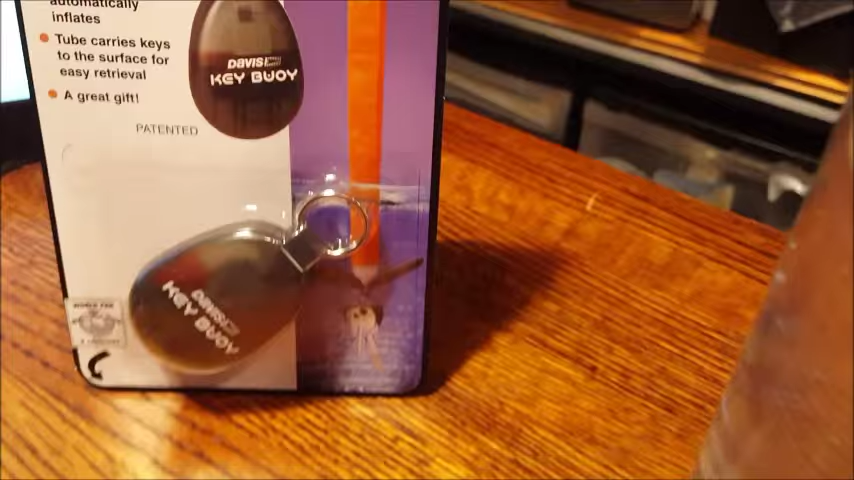 automatically
inflates
Tube carries keys
to the surface for
easy retrieval
A great gift!
PATENTED
DAVIS
KEY BUOY
DAVIS
KEY BUOY